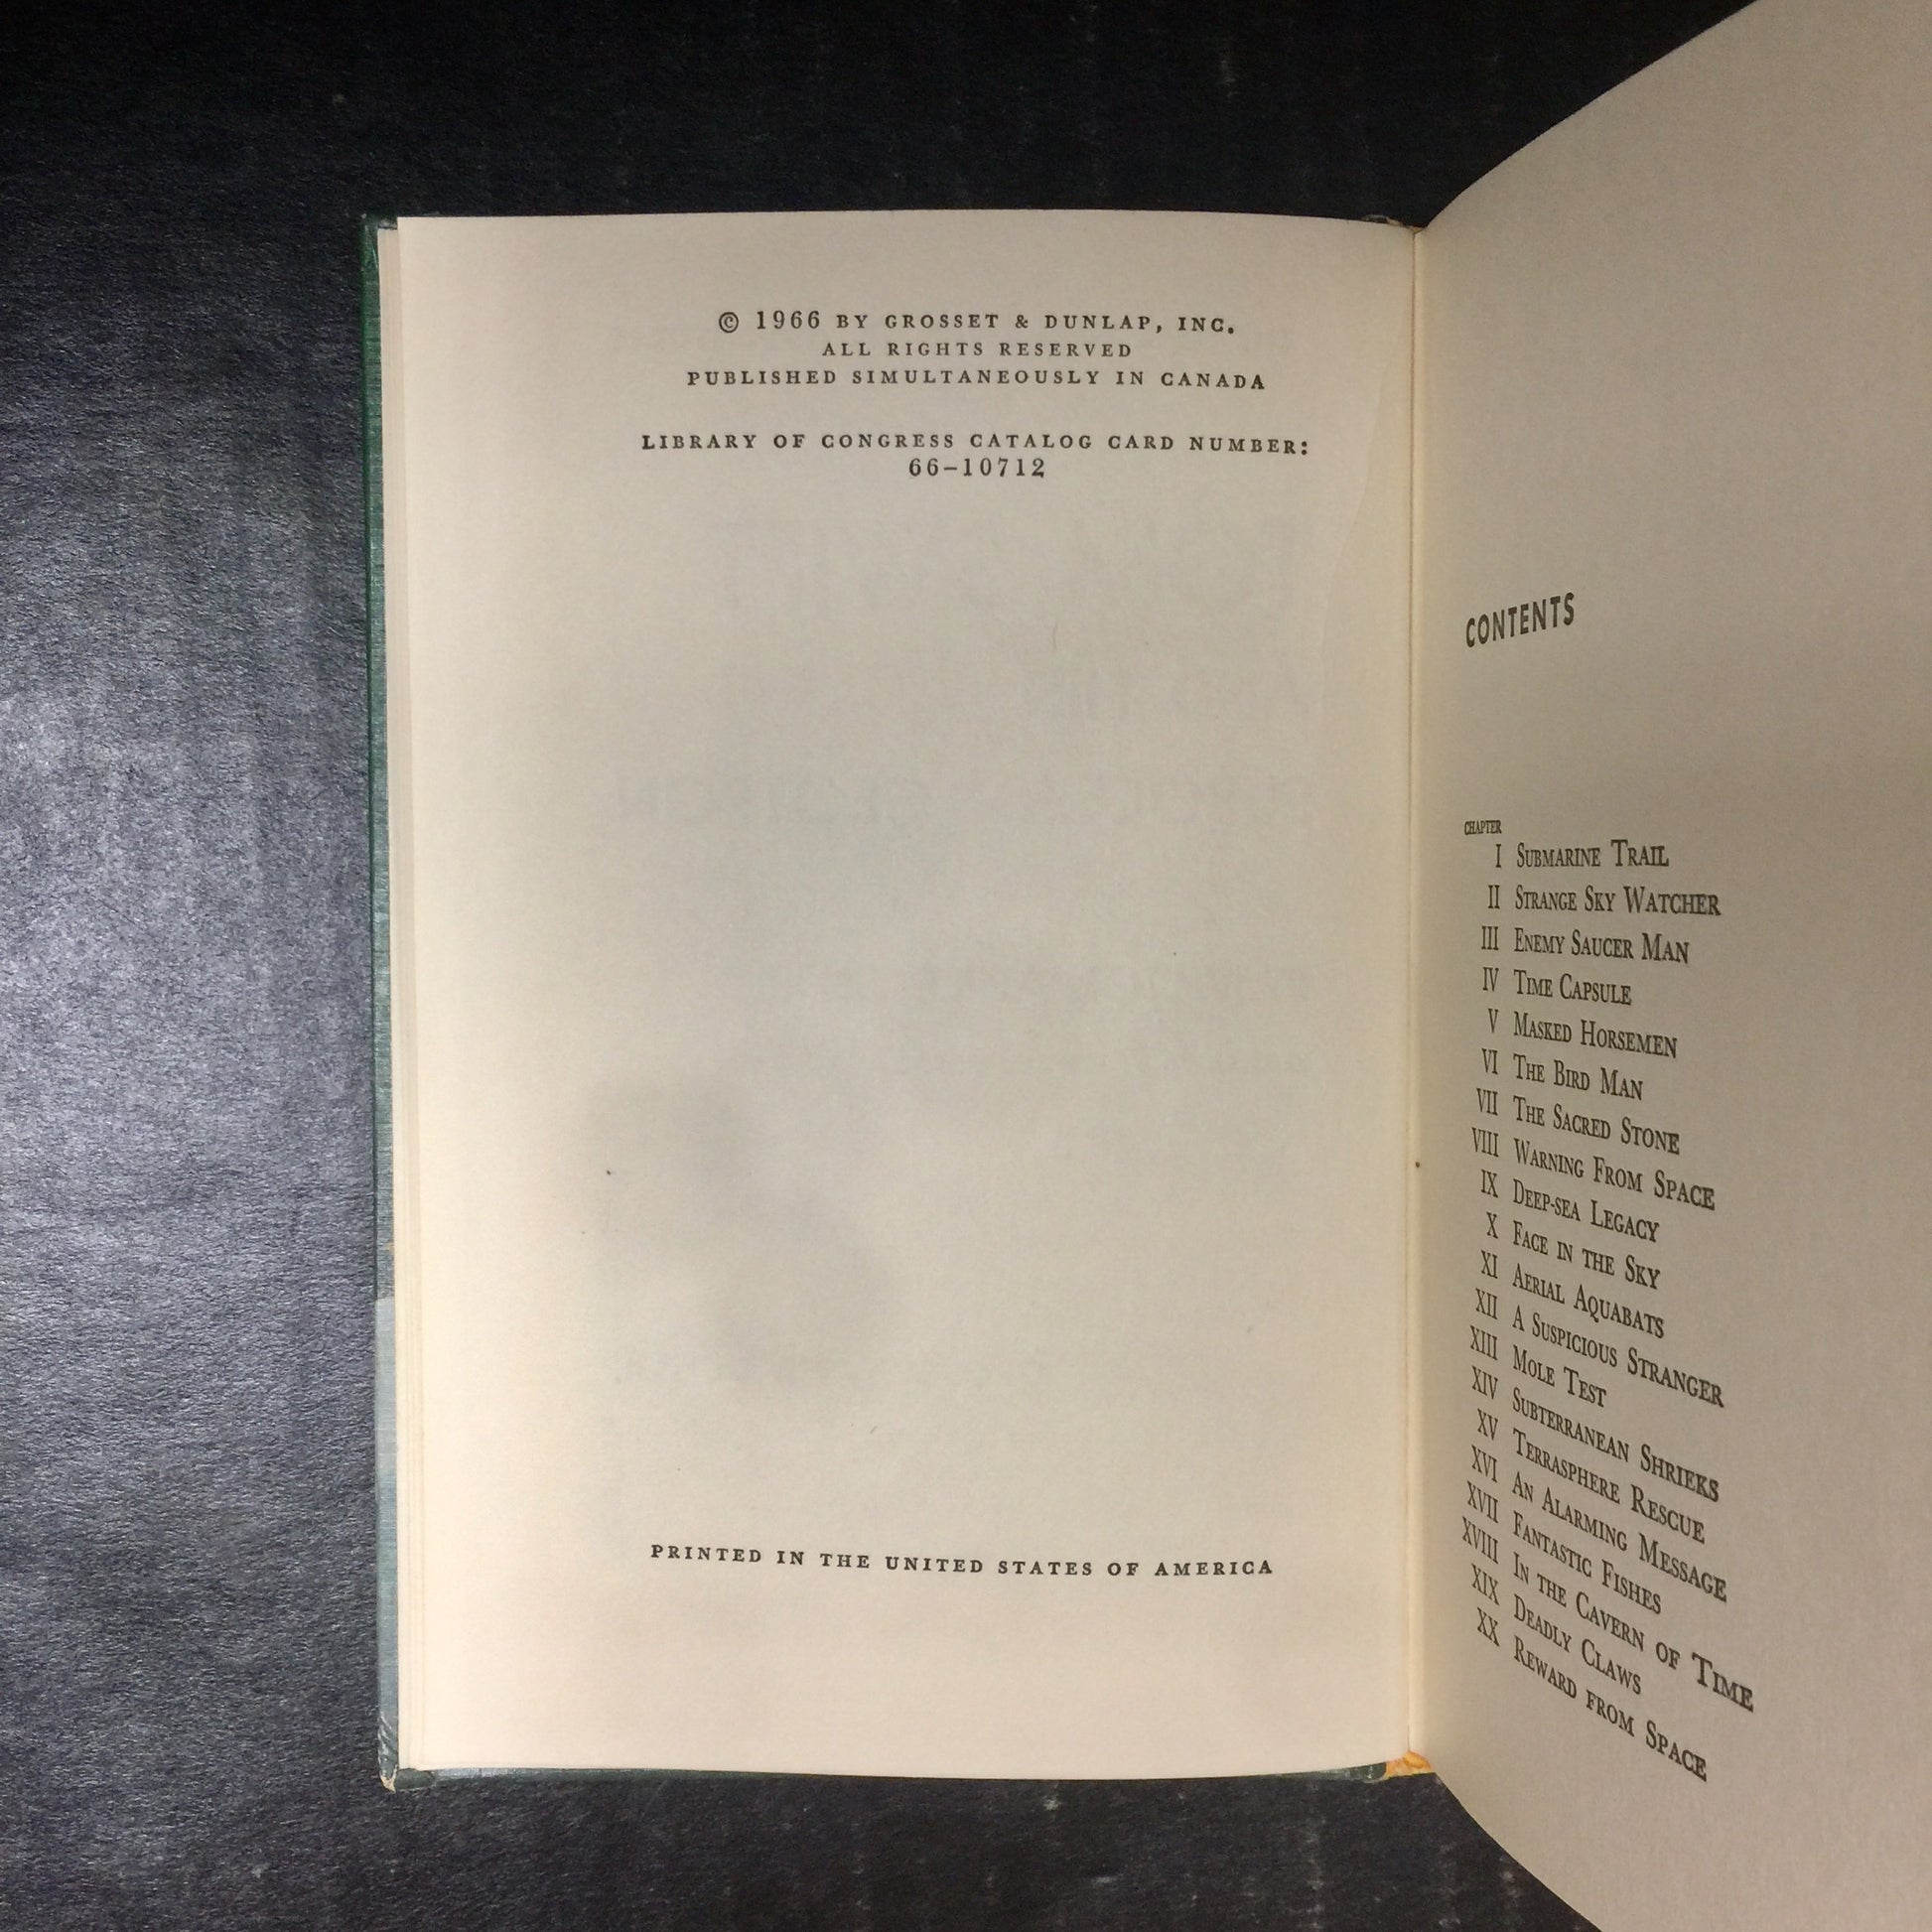 © 1966 BY GROSSET & DUNLAP, INC.
ALL RIGHTS RESERVED
PUBLISHED SIMULTANEOUSLY IN CANADA
LIBRARY OF CONGRESS CATALOG CARD NUMBER:
66-10712
PRINTED IN THE UNITED STATES OF AMERICA
CONTENTS
CHAPTER
I SUBMARINE TRAIL
II STRANGE SKY WATCHER
III ENEMY SAUCER MAN
IV TIME CAPSULE
V MASKED HORSEMEN
VI THE BIRD MAN
VII THE SACRED STONE
VIII WARNING FROM SPACE
IX DEEP-SEA LEGACY
X FACE IN THE SKY
XI AERIAL AQUABATS
XII A SUSPICIOUS STRANGER
XIII MOLE TEST
XIV SUBTERRANEAN SHRIEKS
XV TERRASPHERE RESCUE
XVI AN ALARMING MESSAGE
XVII FANTASTIC FISHES
XVIII IN THE CAVERN OF TIME
XIX DEADLY CLAWS
XX REWARD FROM SPACE